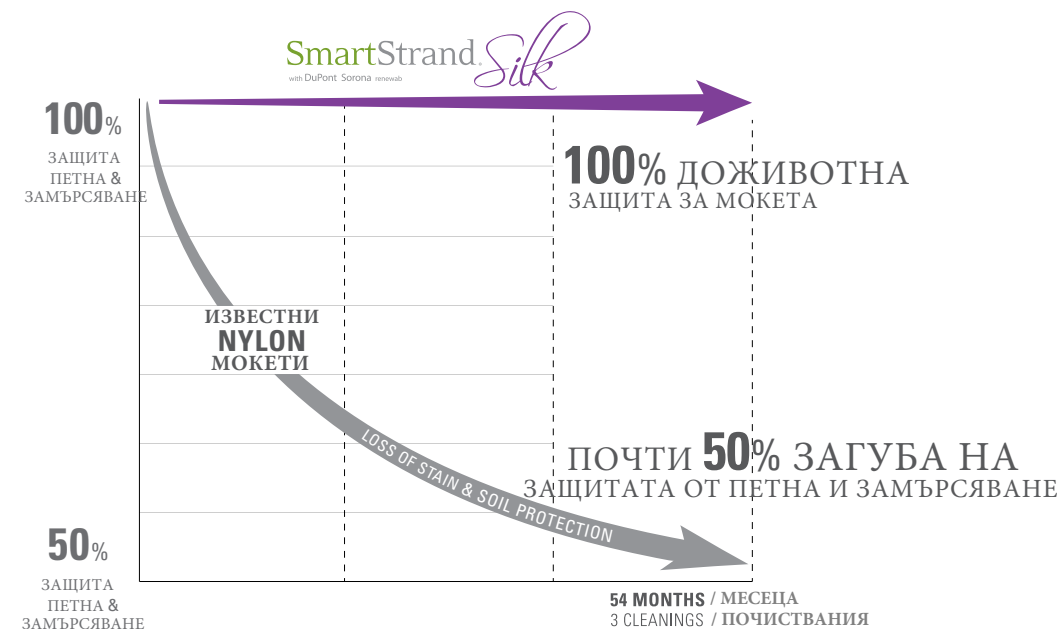 SmartStrand. Silk
with DuPont Sorona renewab
100%
ЗАЩИТА
ПЕТНА &
ЗАМЪРСЯВАНЕ
100% ДОЖИВОТНА
ЗАЩИТА ЗА МОКЕТА
ИЗВЕСТНИ
NYLON
МОКЕТИ
LOSS OF STAIN & SOIL PROTECTION
ПОЧТИ 50% ЗАГУБА НА
ЗАЩИТАТА ОТ ПЕТНА И ЗАМЪРСЯВАНЕ
50%
ЗАЩИТА
ПЕТНА &
ЗАМЪРСЯВАНЕ
54 MONTHS / МЕСЕЦА
3 CLEANINGS / ПОЧИСТВАНИЯ